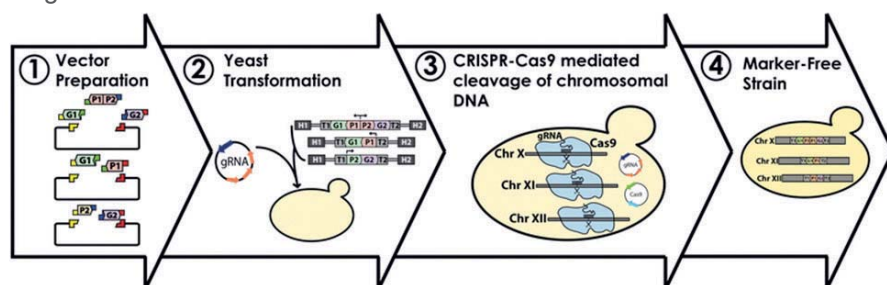 1 Vector
Preparation
P1 P2
G1 G2
G1
P1
P2
G2
2 Yeast
Transformation
gRNA
H1 T1 G1 P1 P2 G2 T2 H2
H1 T1 G1 P1 H2
H1 T1 P2 G2 T2 H2
3 CRISPR-Cas9 mediated
cleavage of chromosomal
DNA
gRNA
Cas9
Chr X
gRNA
Chr XI
Cas9
Chr XII
4 Marker-Free
Strain
Chr X
Chr XI
Chr XII